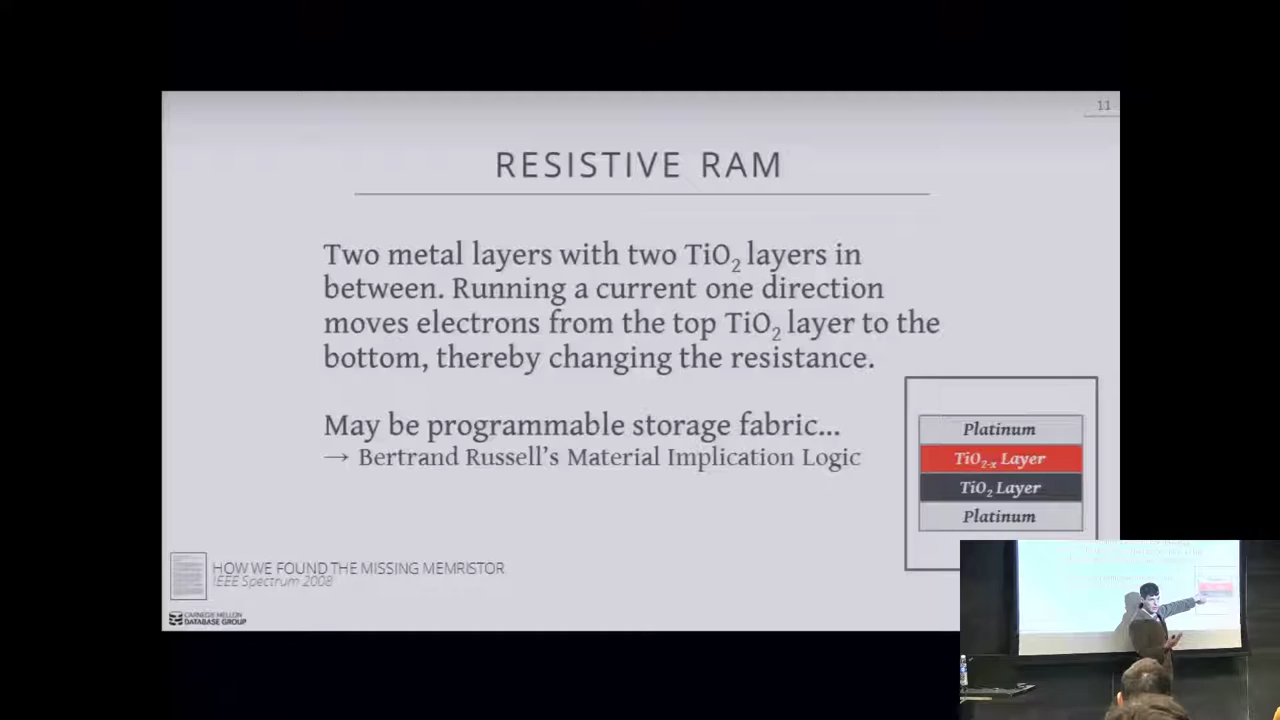 11
RESISTIVE RAM
Two metal layers with two TiO₂ layers in
between. Running a current one direction
moves electrons from the top TiO₂ layer to the
bottom, thereby changing the resistance.
May be programmable storage fabric...
→ Bertrand Russell's Material Implication Logic
Platinum
TiO₂₋ₓ Layer
TiO₂ Layer
Platinum
HOW WE FOUND THE MISSING MEMRISTOR
IEEE Spectrum 2008
CARNEGIE MELLON
DATABASE GROUP